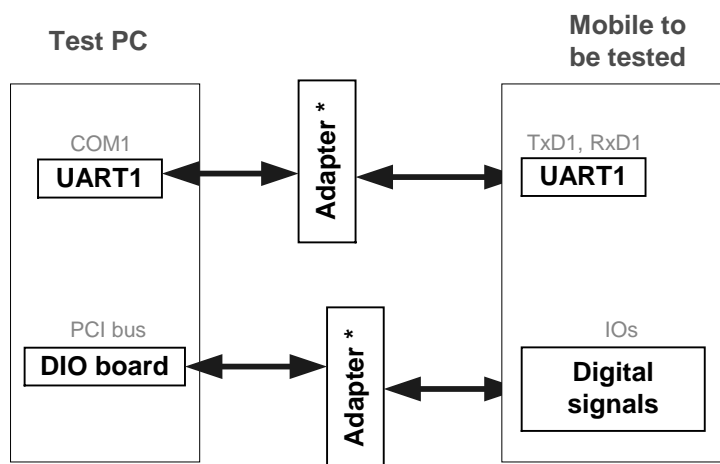 Test PC
Mobile to
be tested
COM1
UART1
Adapter *
TxD1, RxD1
UART1
PCI bus
DIO board
Adapter *
IOs
Digital
signals